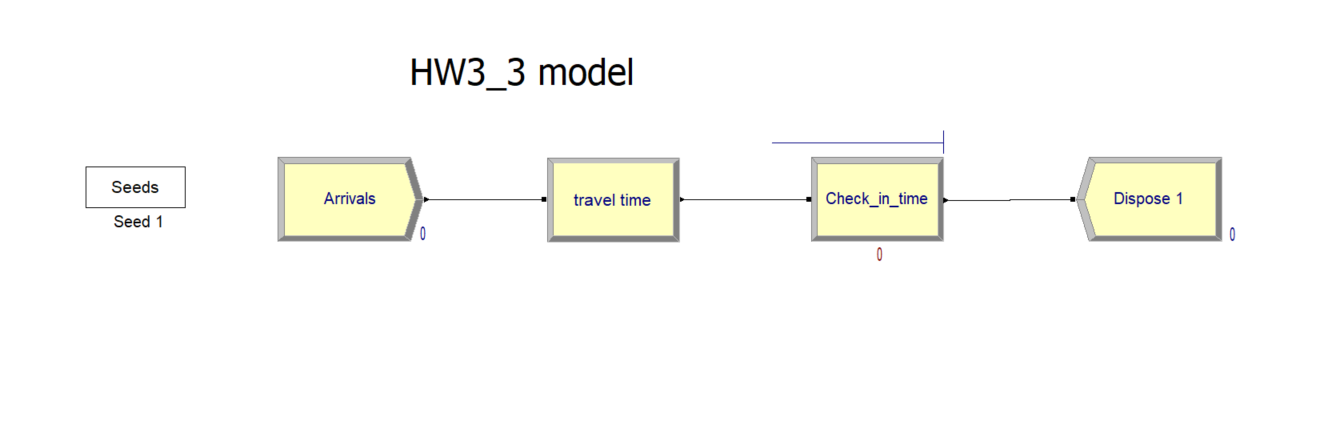 HW3_3 model
Seeds
Seed 1
Arrivals
0
travel time
Check_in_time
0
Dispose 1
0